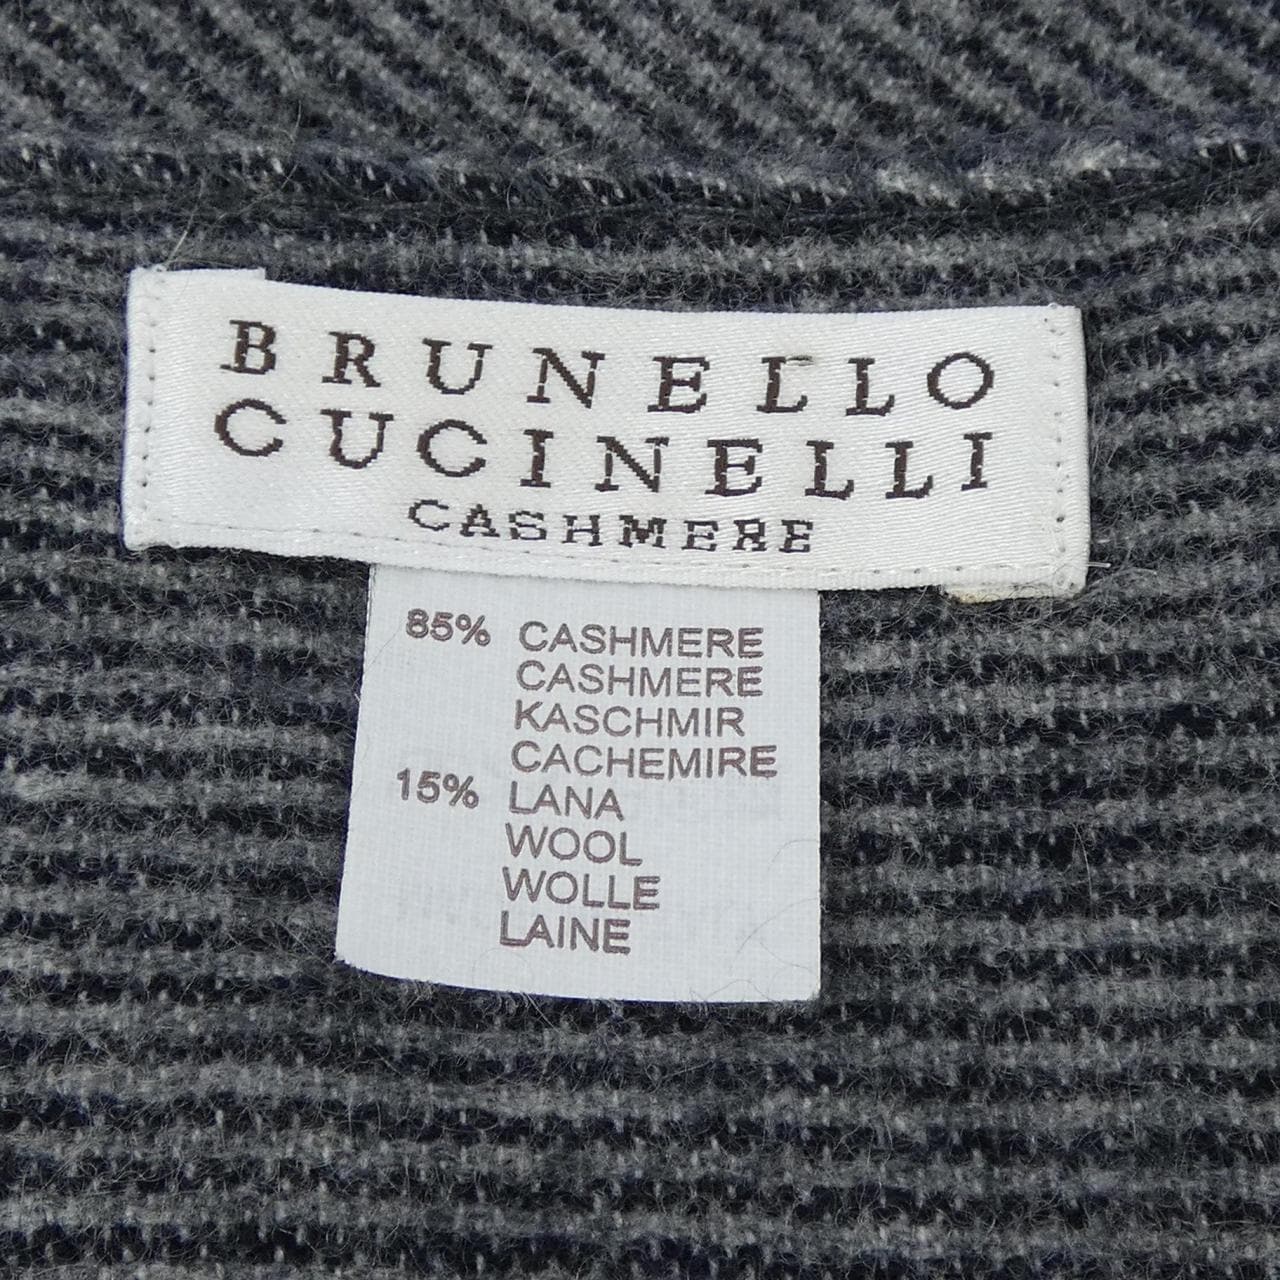 BRUNELLO
CUCINELLI
CASHMERE
85% CASHMERE
CASHMERE
KASCHMIR
CACHEMIRE
15% LANA
WOOL
WOLLE
LAINE